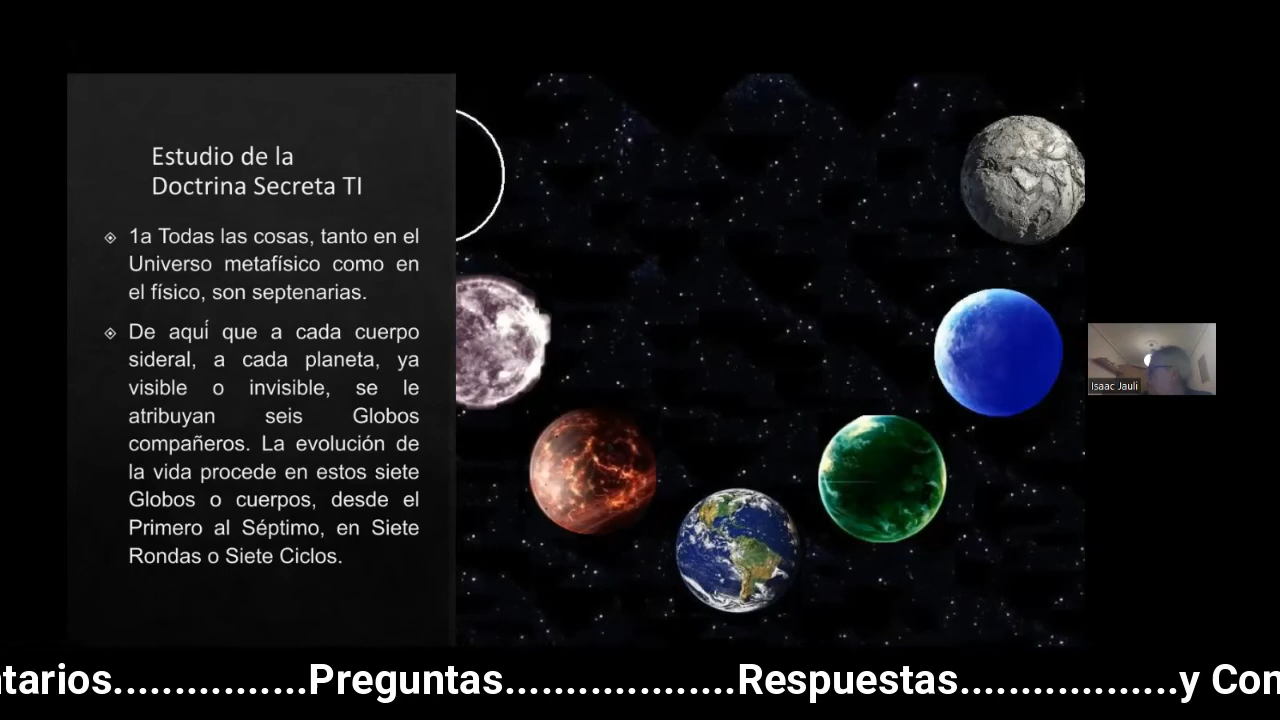 Estudio de la
Doctrina Secreta TI
1a Todas las cosas, tanto en el
Universo metafísico como en
el físico, son septenarias.
De aquí que a cada cuerpo
sideral, a cada planeta, ya
visible o invisible, se le
atribuyan seis Globos
compañeros. La evolución de
la vida procede en estos siete
Globos o cuerpos, desde el
Primero al Séptimo, en Siete
Rondas o Siete Ciclos.
Isaac Jauli
ntarios................Preguntas...................Respuestas..................y Con